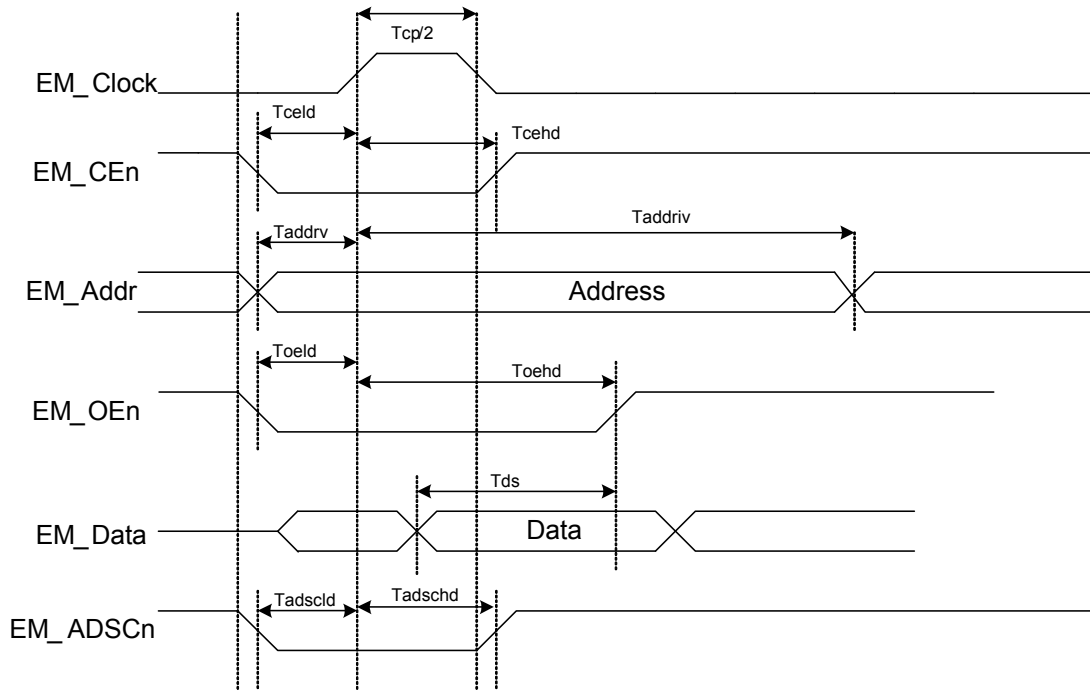 Tcp/2
EM_Clock
Tceld
Tcehd
EM_CEn
Taddrv
Taddriv
EM_Addr
Address
Toeld
Toehd
EM_OEn
Tds
EM_Data
Data
Tadscld
Tadschd
EM_ADSCn